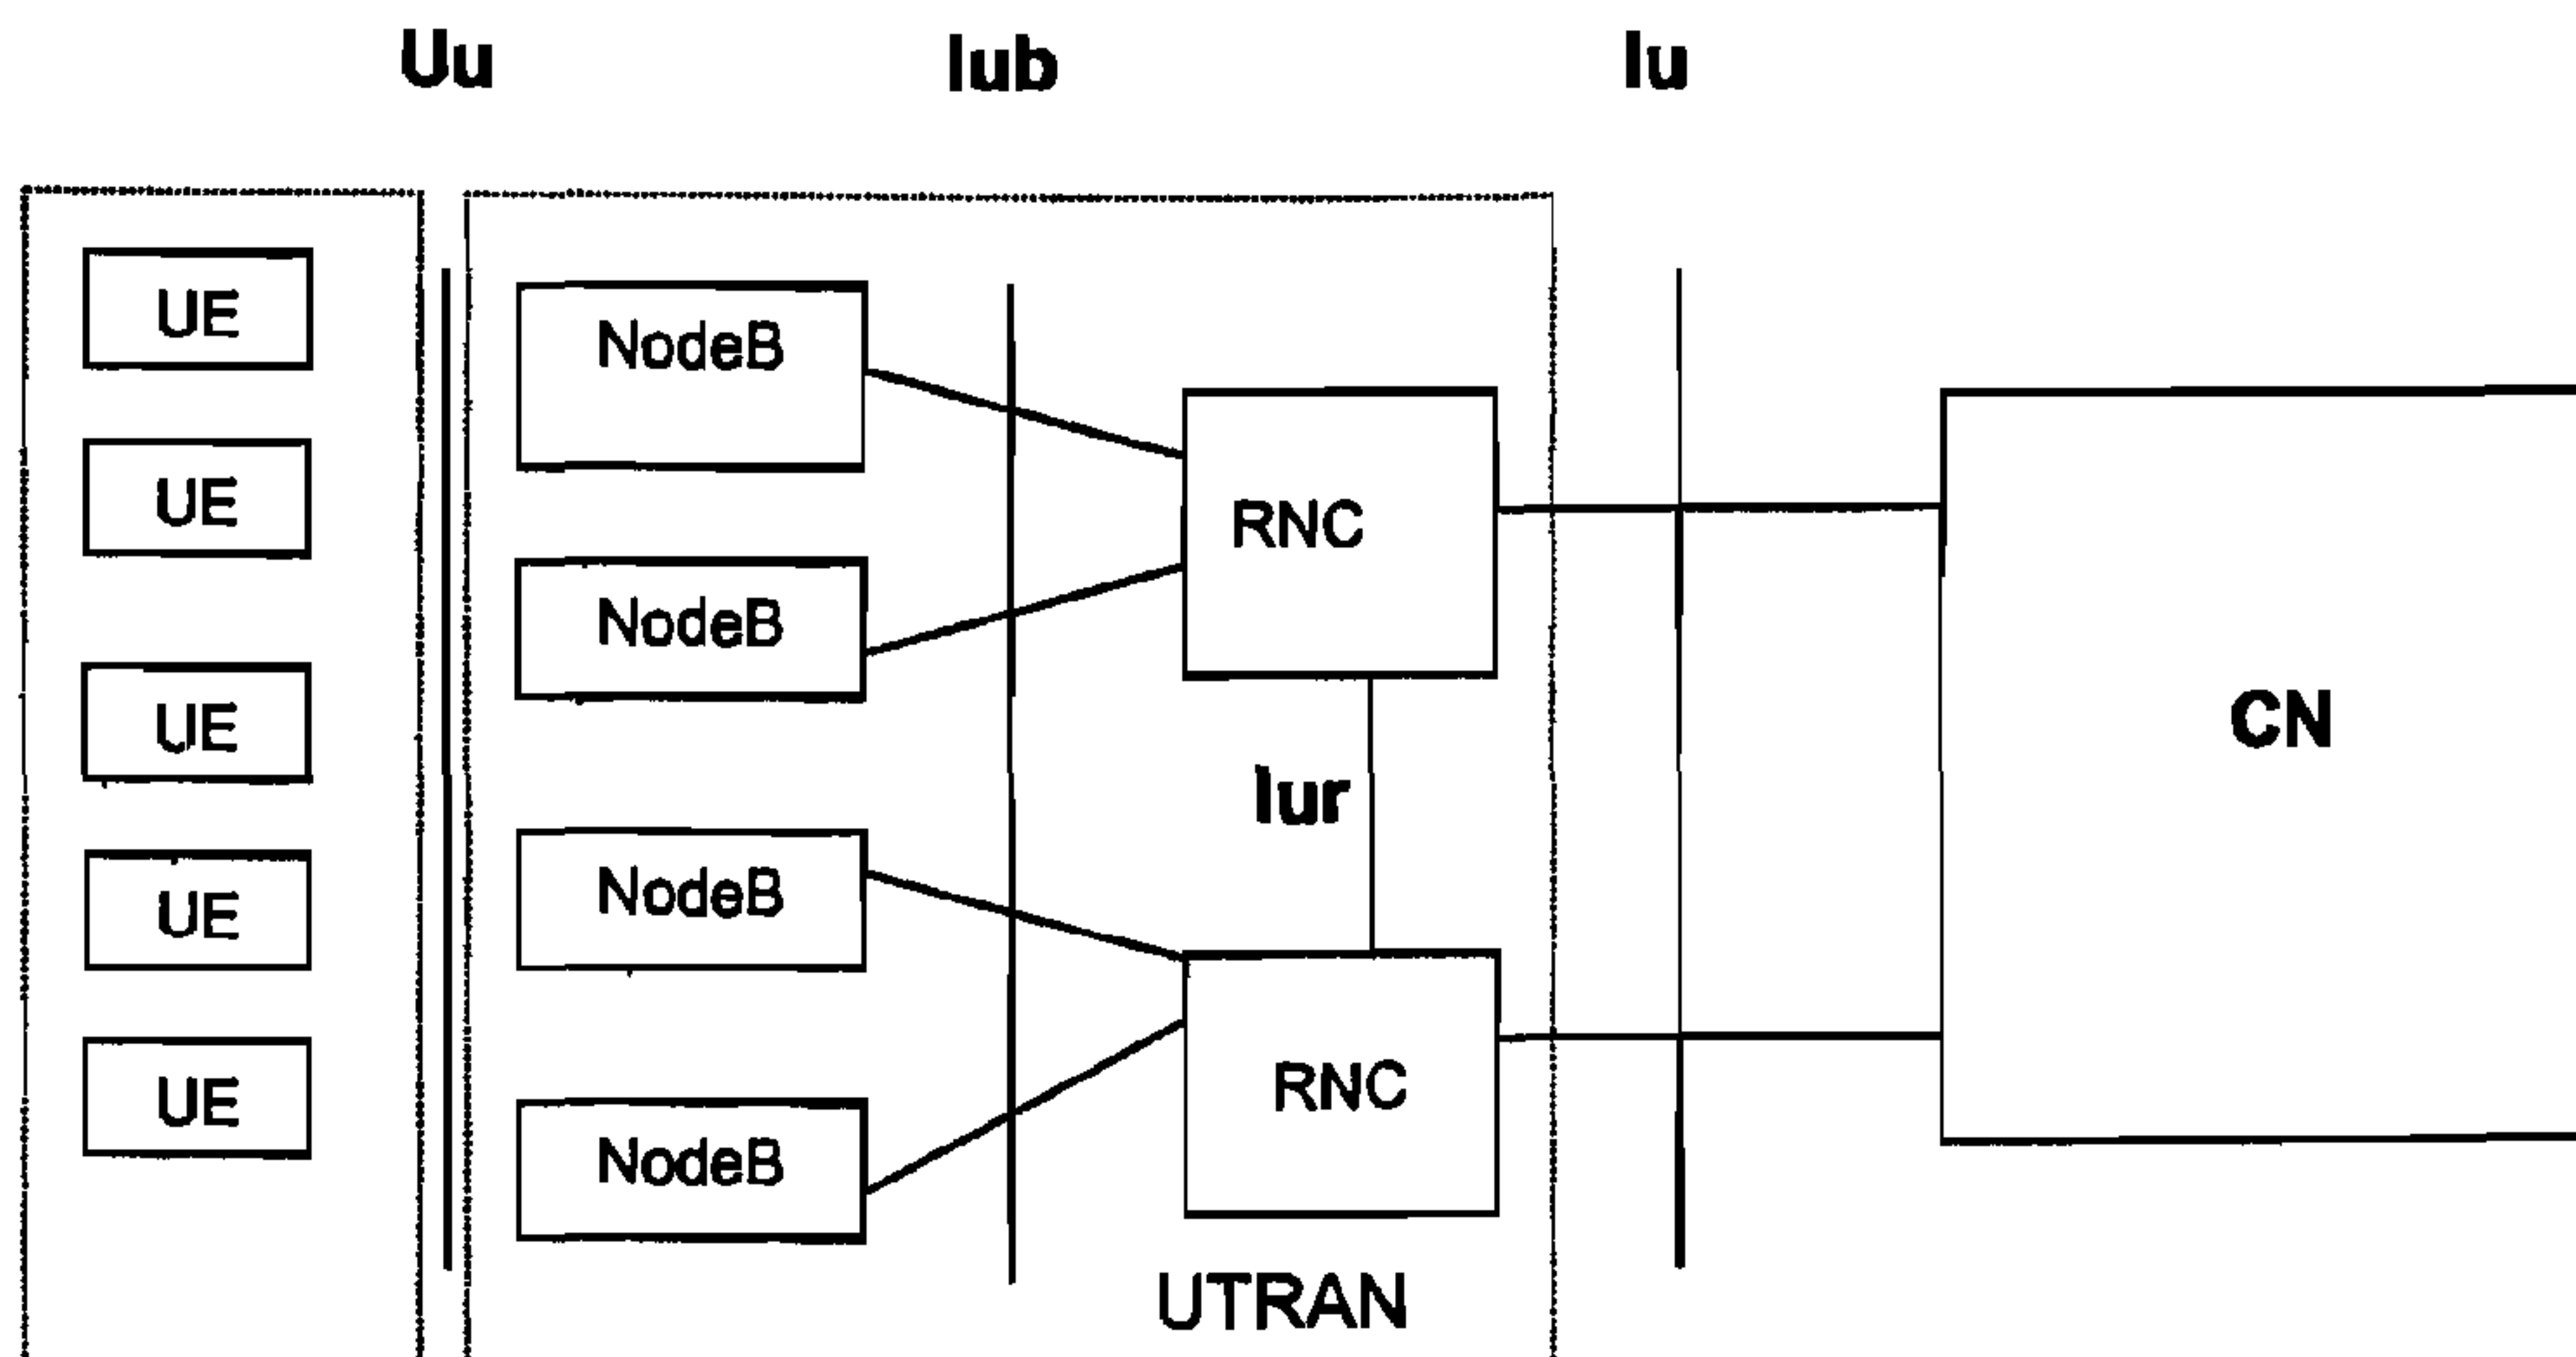 Uu Iub Iu
UE
UE
UE
UE
UE
NodeB
NodeB
NodeB
NodeB
RNC
Iur
RNC
UTRAN
CN